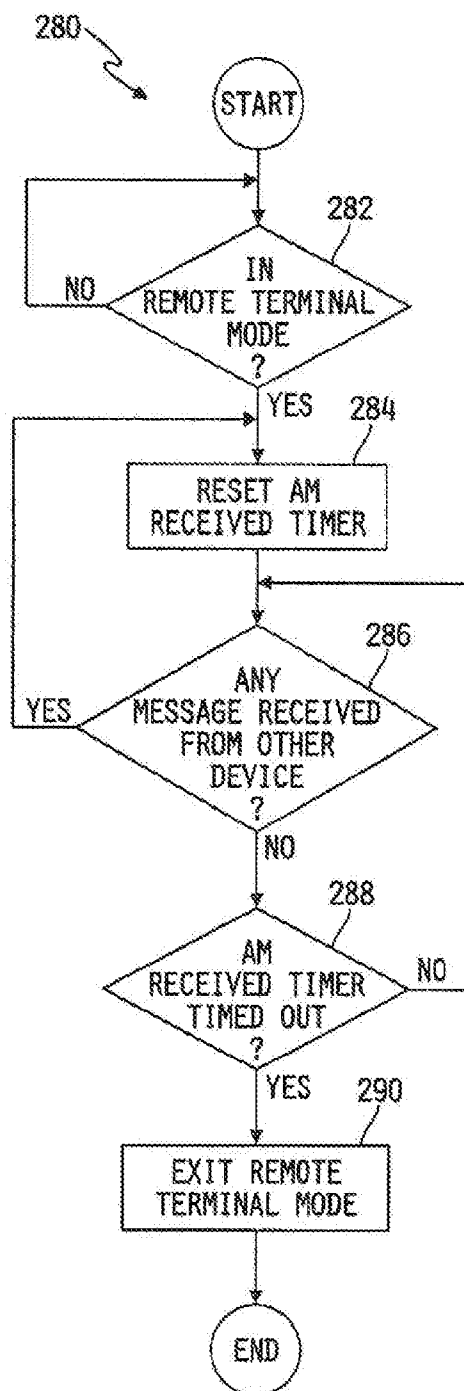 280
START
282
IN
REMOTE TERMINAL
MODE
?
NO
YES
284
RESET AM
RECEIVED TIMER
286
ANY
MESSAGE RECEIVED
FROM OTHER
DEVICE
?
YES
NO
288
AM
RECEIVED TIMER
TIMED OUT
?
NO
YES
290
EXIT REMOTE
TERMINAL MODE
END